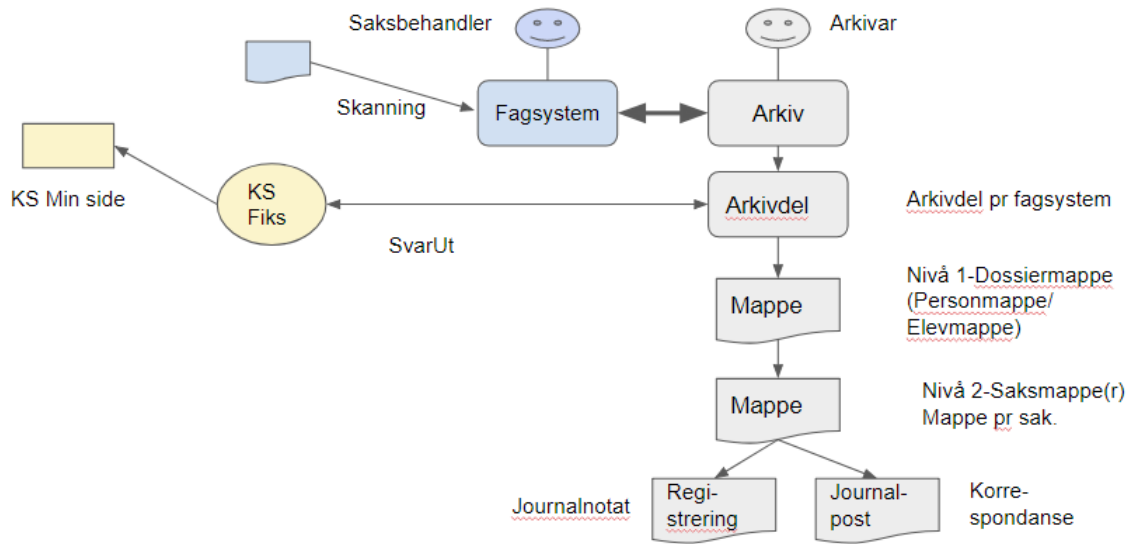 Saksbehandler
Arkivar
Skanning
Fagsystem
Arkiv
KS Min side
KS
Fiks
SvarUt
Arkivdel
Arkivdel pr fagsystem
Mappe
Nivå 1-Dossiermappe
(Personmappe/
Elevmappe)
Mappe
Nivå 2-Saksmappe(r)
Mappe pr sak.
Journalnotat
Regi-
strering
Journal-
post
Korre-
spondanse